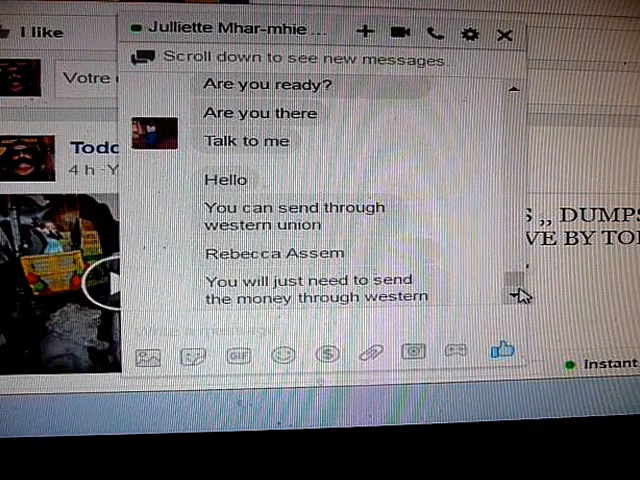 I like
Julliette Mhar-mhie ...
Scroll down to see new messages
Votre
Are you ready?
Are you there
Talk to me
Todd
4 h
Hello
You can send through
western union
DUMPS
VE BY TO
Rebecca Assem
You will just need to send
the money through western
GIF
Instant